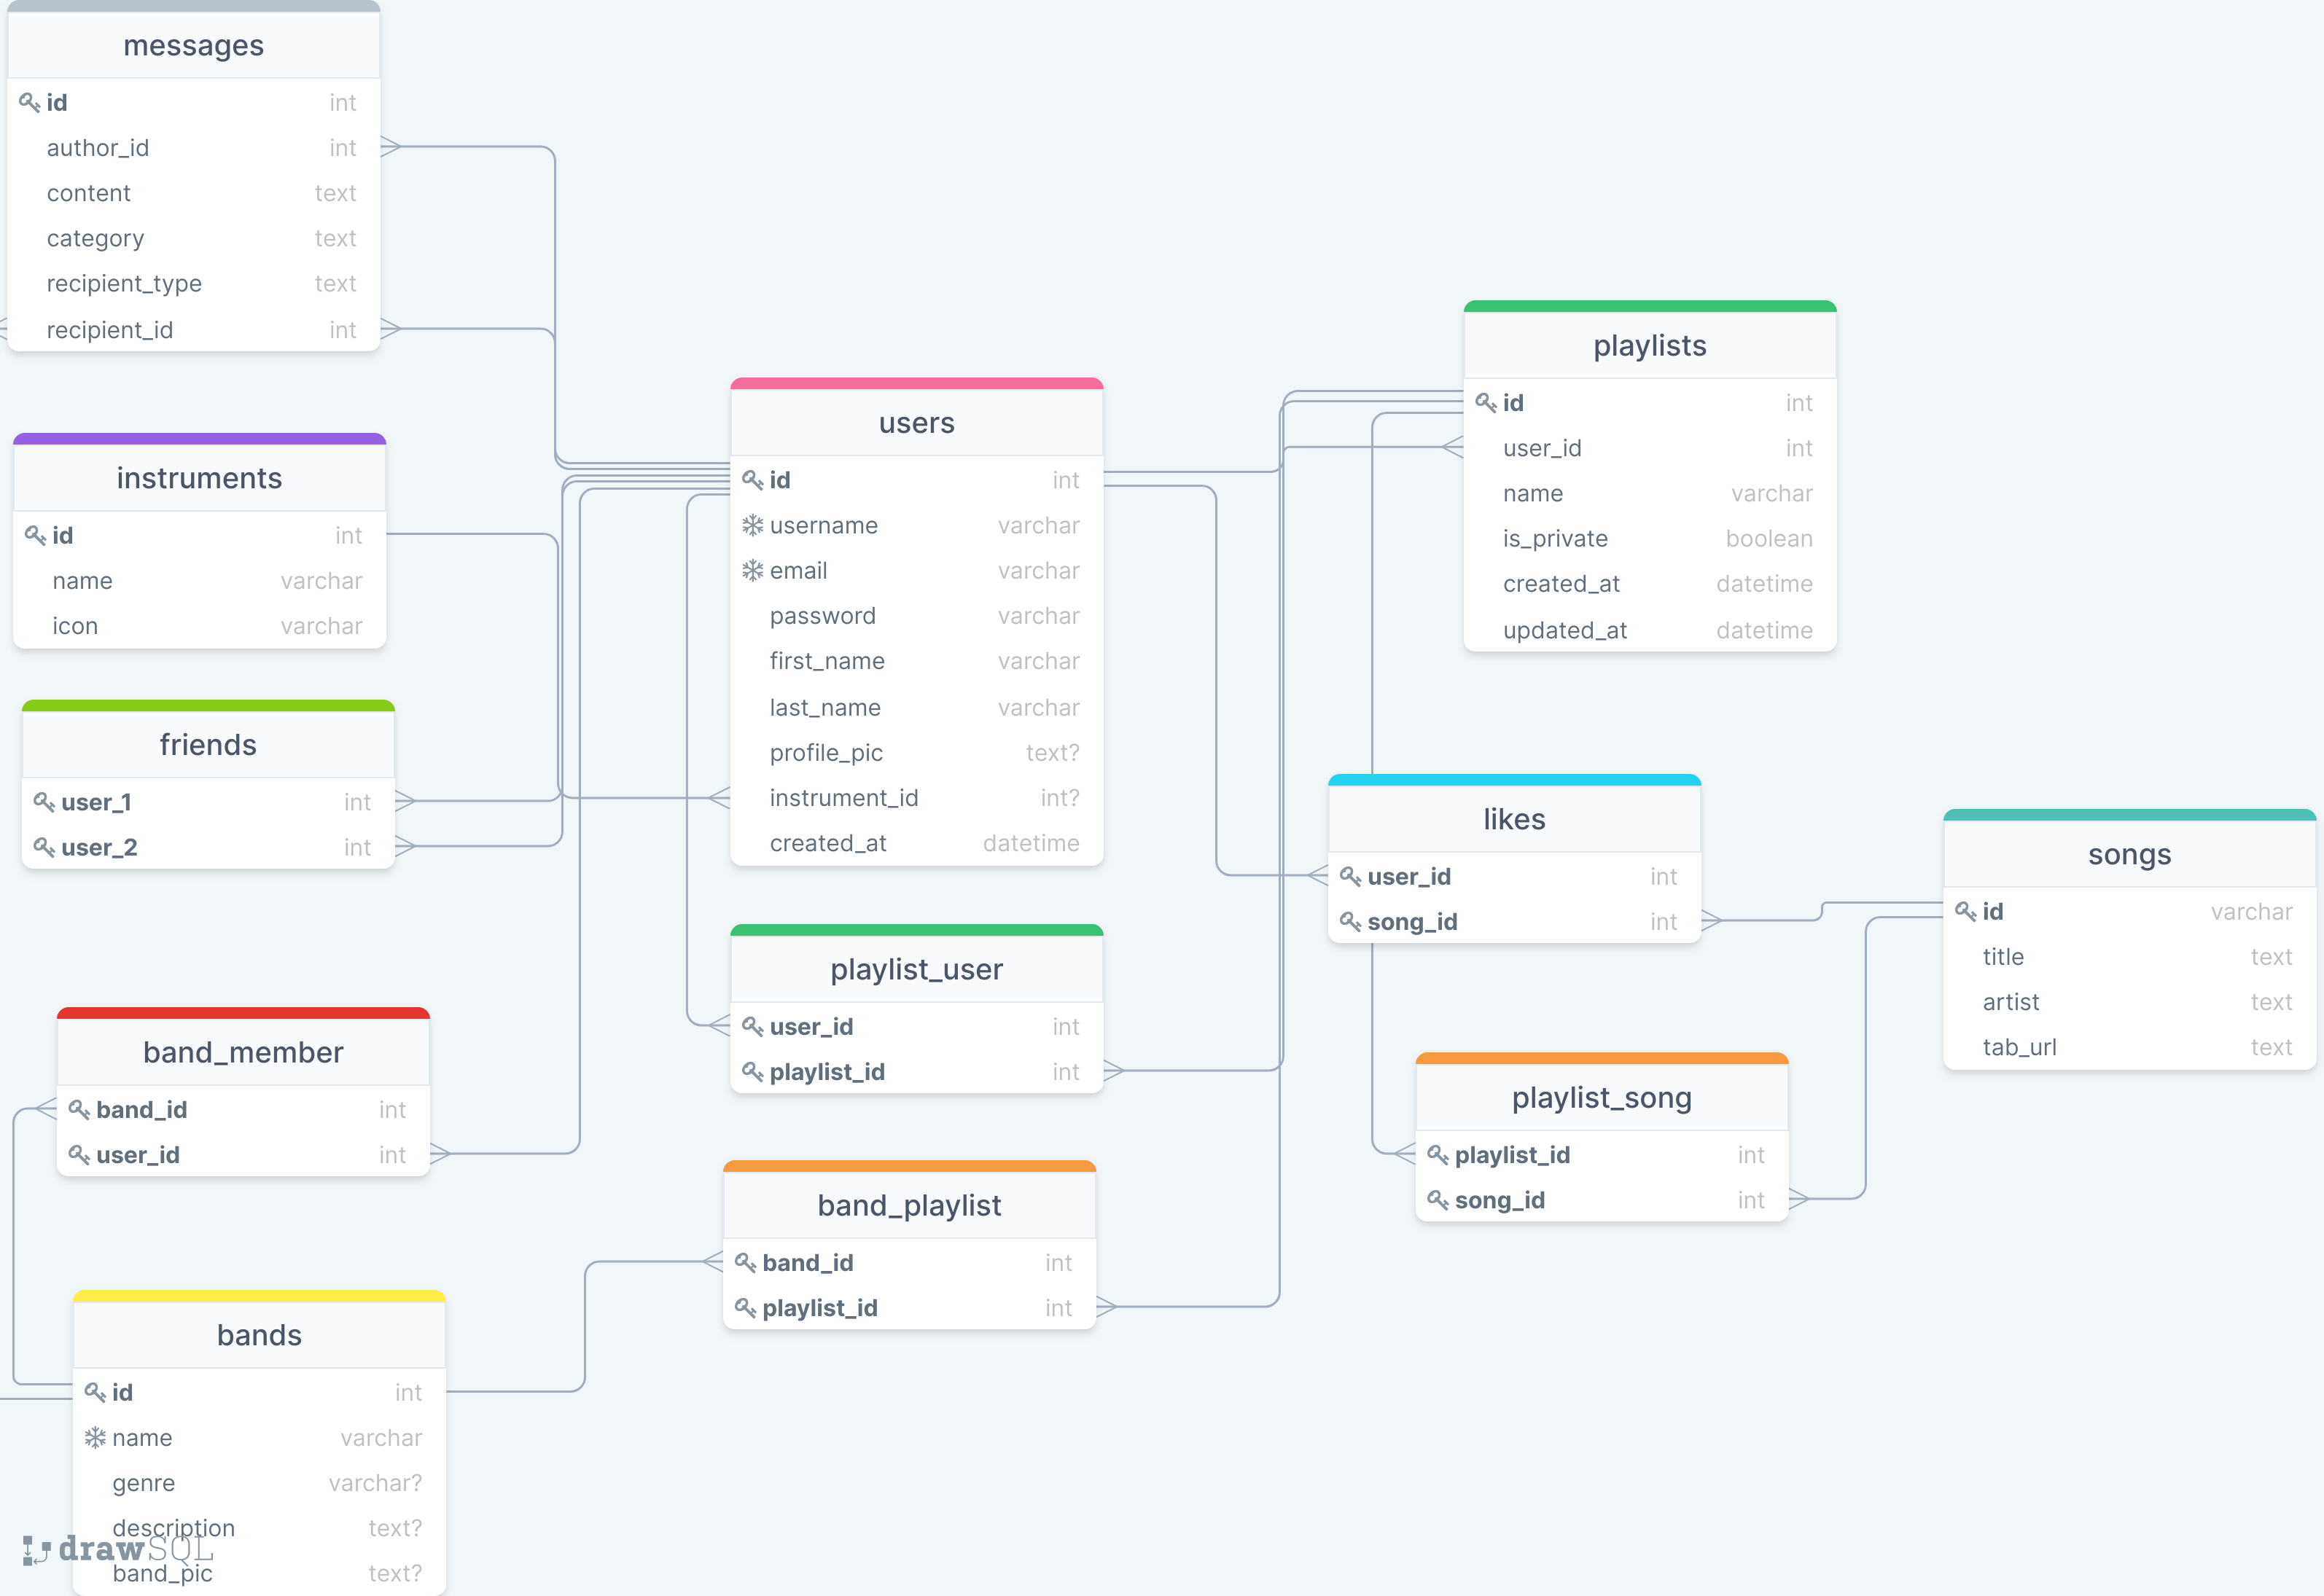 messages
id int
author_id int
content text
category text
recipient_type text
recipient_id int
instruments
id int
name varchar
icon varchar
friends
user_1 int
user_2 int
band_member
band_id int
user_id int
bands
id int
name varchar
genre varchar?
description text?
band_pic text?
drawSQL
users
id int
username varchar
email varchar
password varchar
first_name varchar
last_name varchar
profile_pic text?
instrument_id int?
created_at datetime
playlist_user
user_id int
playlist_id int
band_playlist
band_id int
playlist_id int
playlists
id int
user_id int
name varchar
is_private boolean
created_at datetime
updated_at datetime
likes
user_id int
song_id int
playlist_song
playlist_id int
song_id int
songs
id varchar
title text
artist text
tab_url text